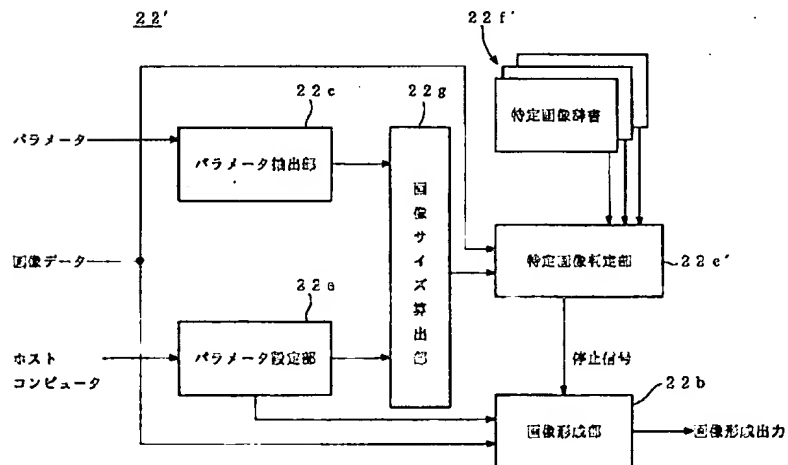 22'
22f'
22c
22g
特定画像辞書
パラメータ
パラメータ抽出部
画像サイズ算出部
画像データ
特定画像判定部
22e'
22a
ホスト
コンピュータ
パラメータ設定部
停止信号
22b
画像形成部
画像形成出力